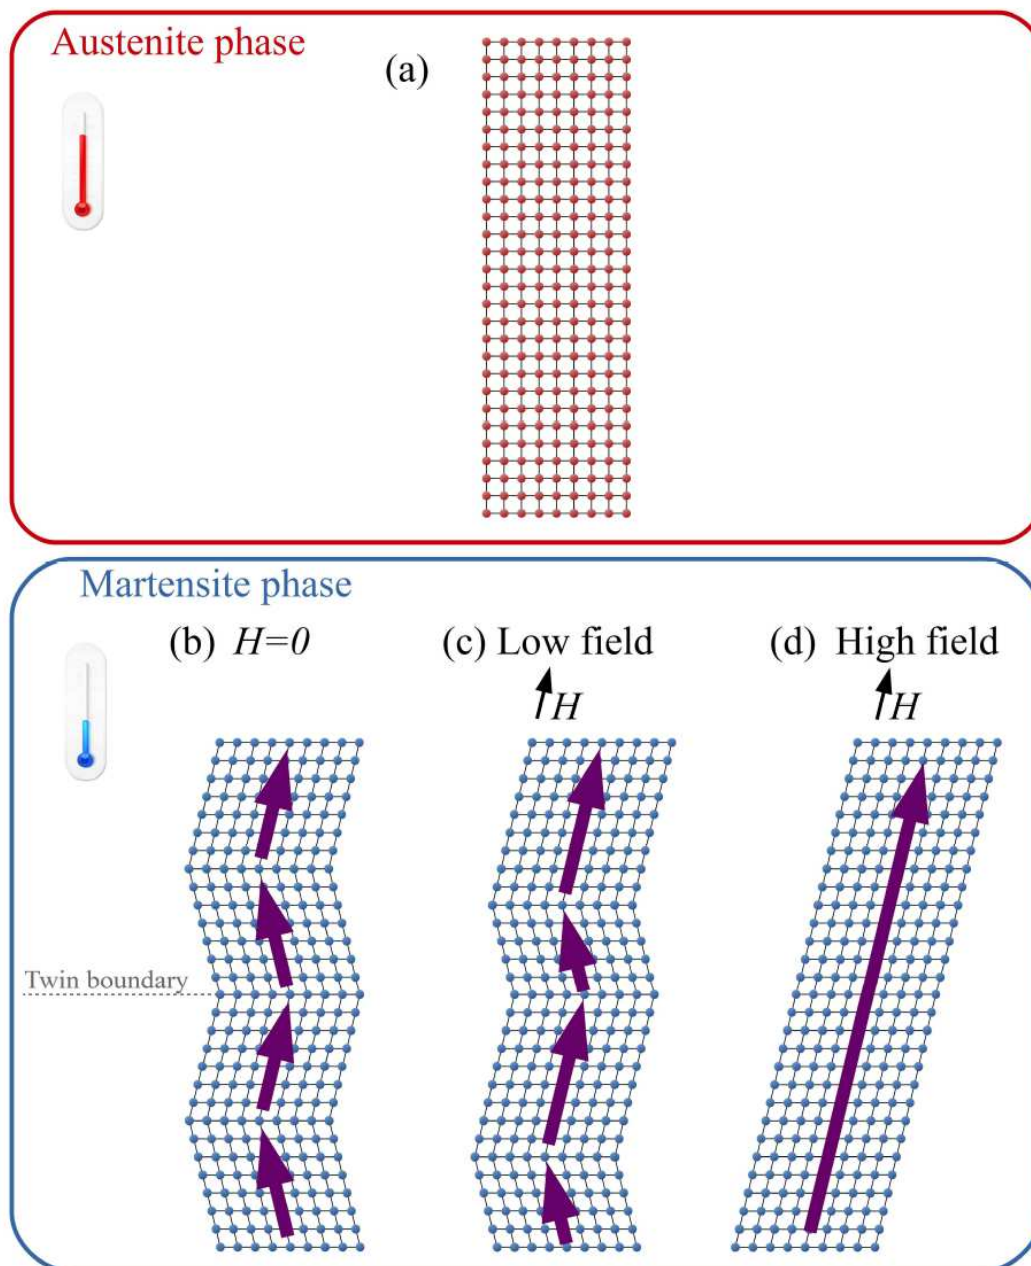 Austenite phase
(a)
Martensite phase
(b) H=0
(c) Low field
H
(d) High field
H
Twin boundary